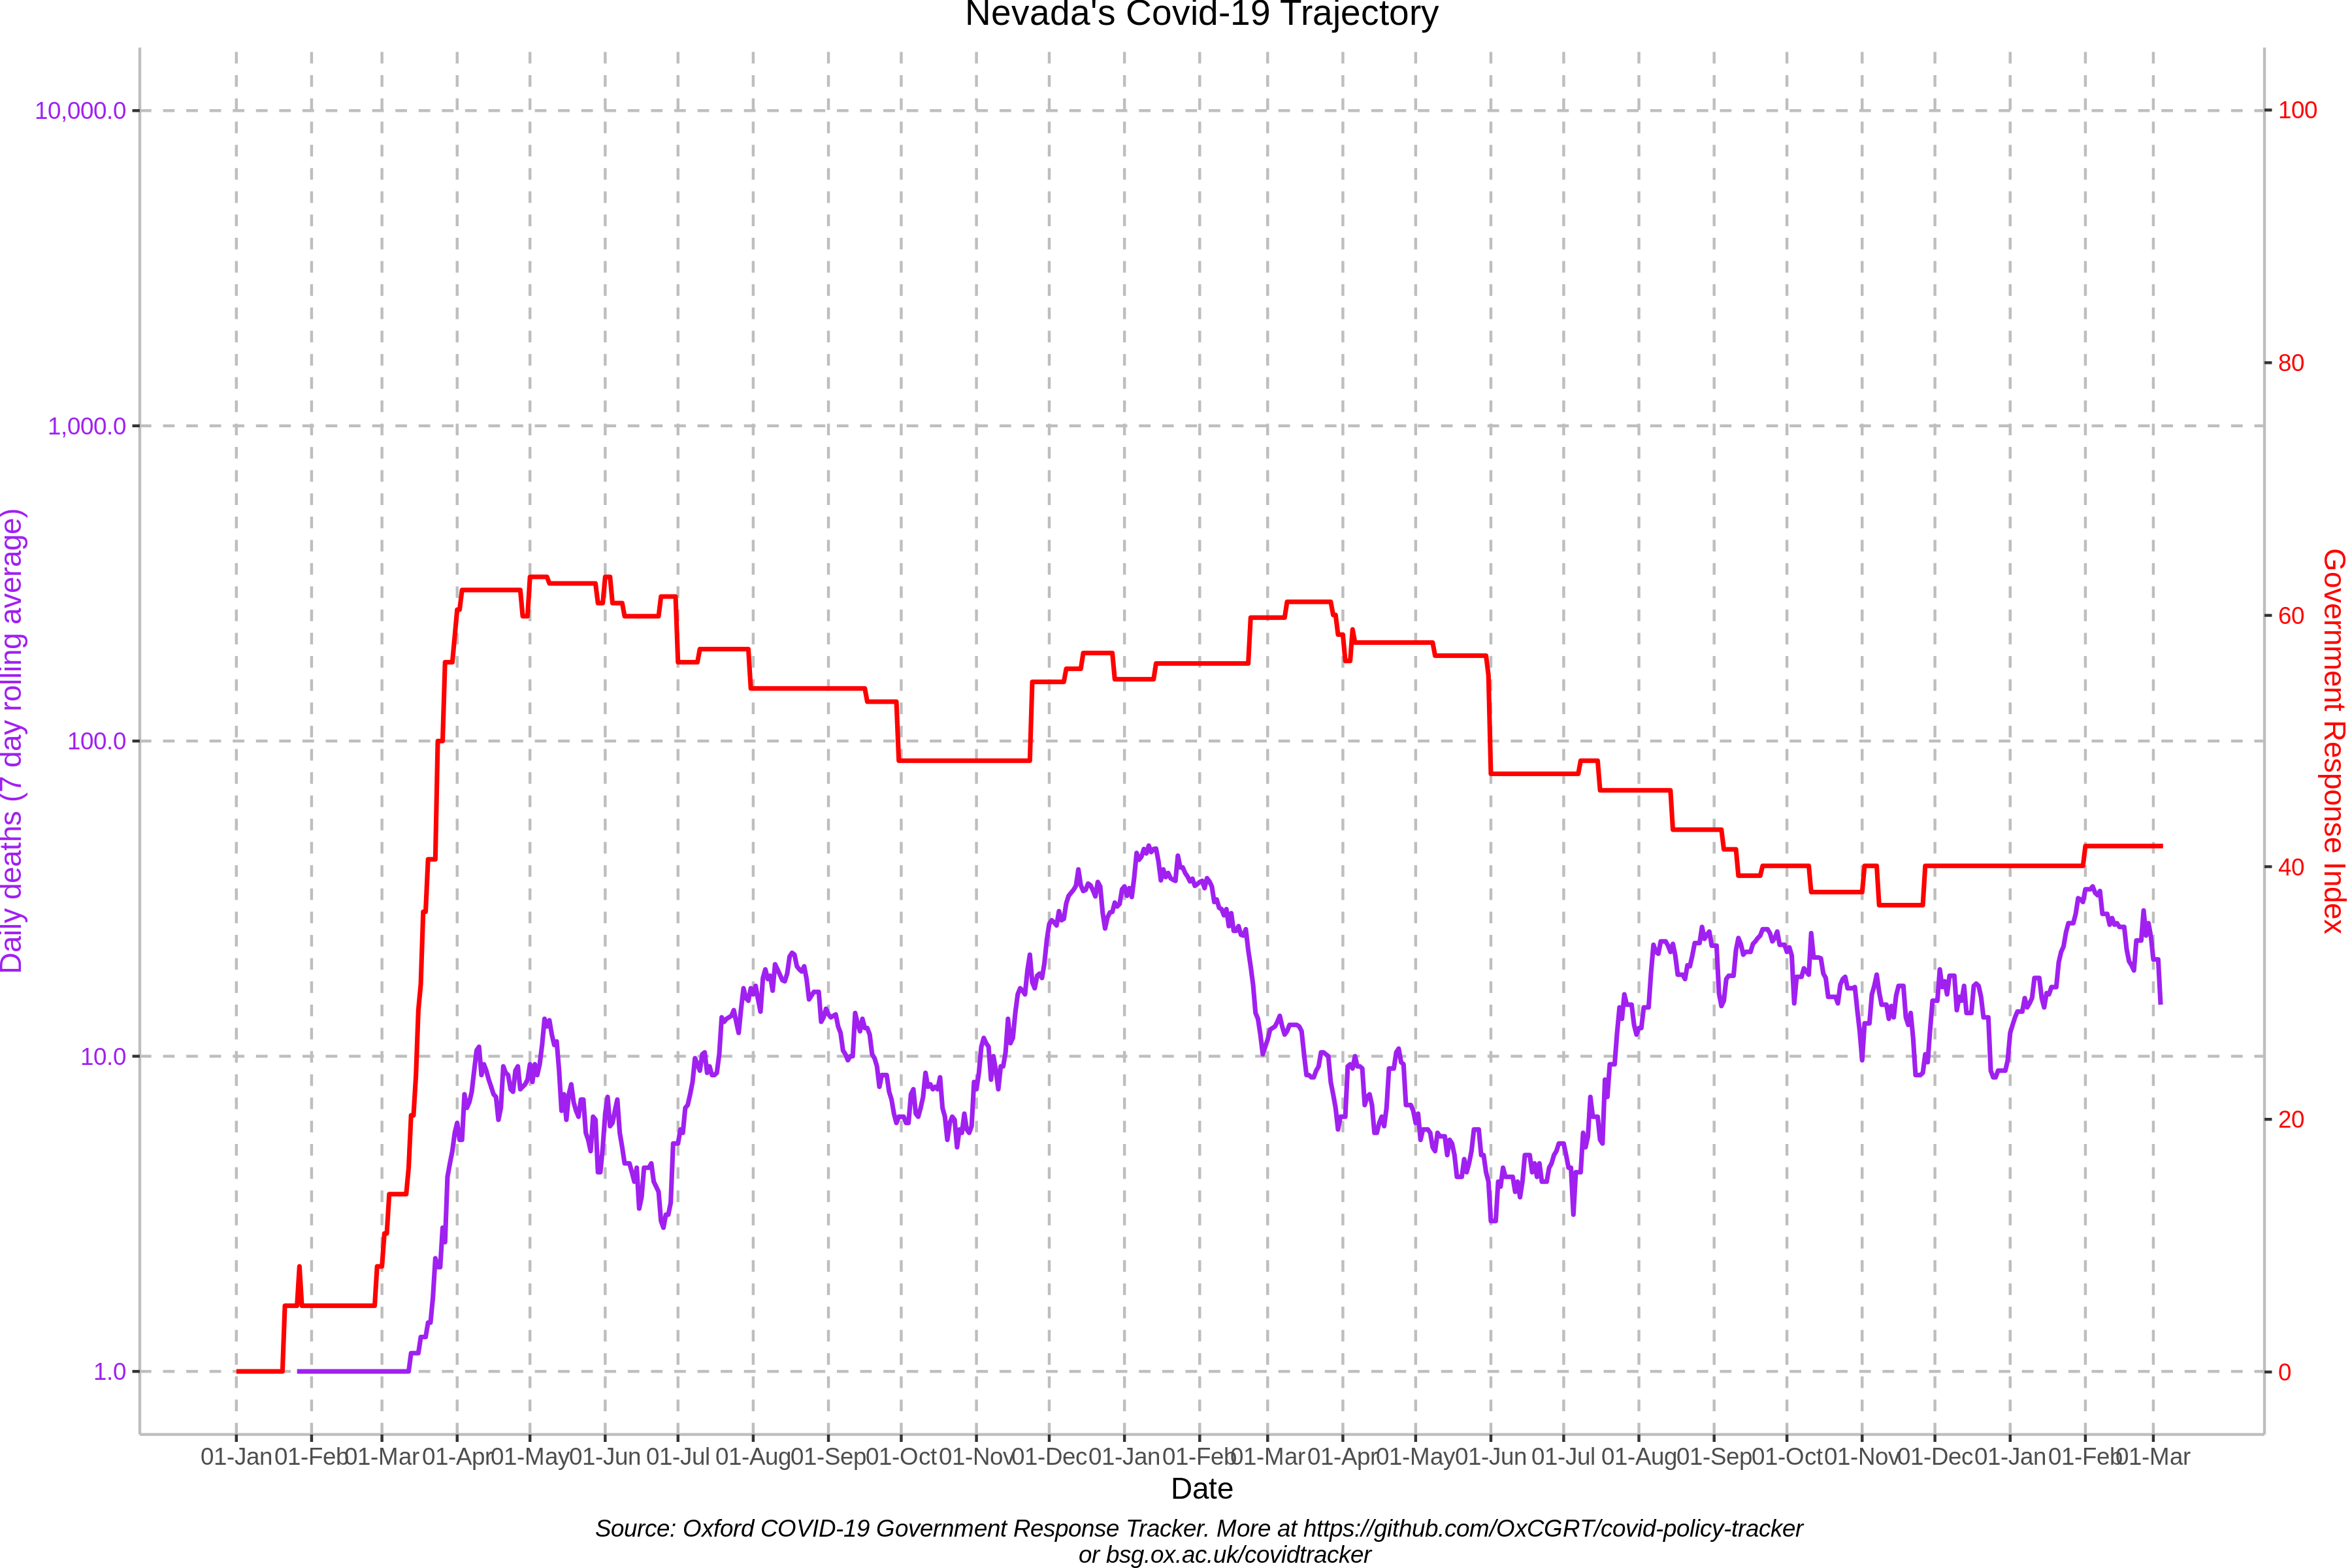 Nevada's Covid-19 Trajectory
10,000.0
1,000.0
100.0
10.0
1.0
Daily deaths (7 day rolling average)
100
80
60
40
20
0
Government Response Index
01-Jan 01-Feb 01-Mar 01-Apr 01-May 01-Jun 01-Jul 01-Aug 01-Sep 01-Oct 01-Nov 01-Dec 01-Jan 01-Feb 01-Mar 01-Apr 01-May 01-Jun 01-Jul 01-Aug 01-Sep 01-Oct 01-Nov 01-Dec 01-Jan 01-Feb 01-Mar
Date
Source: Oxford COVID-19 Government Response Tracker. More at https://github.com/OxCGRT/covid-policy-tracker
or bsg.ox.ac.uk/covidtracker